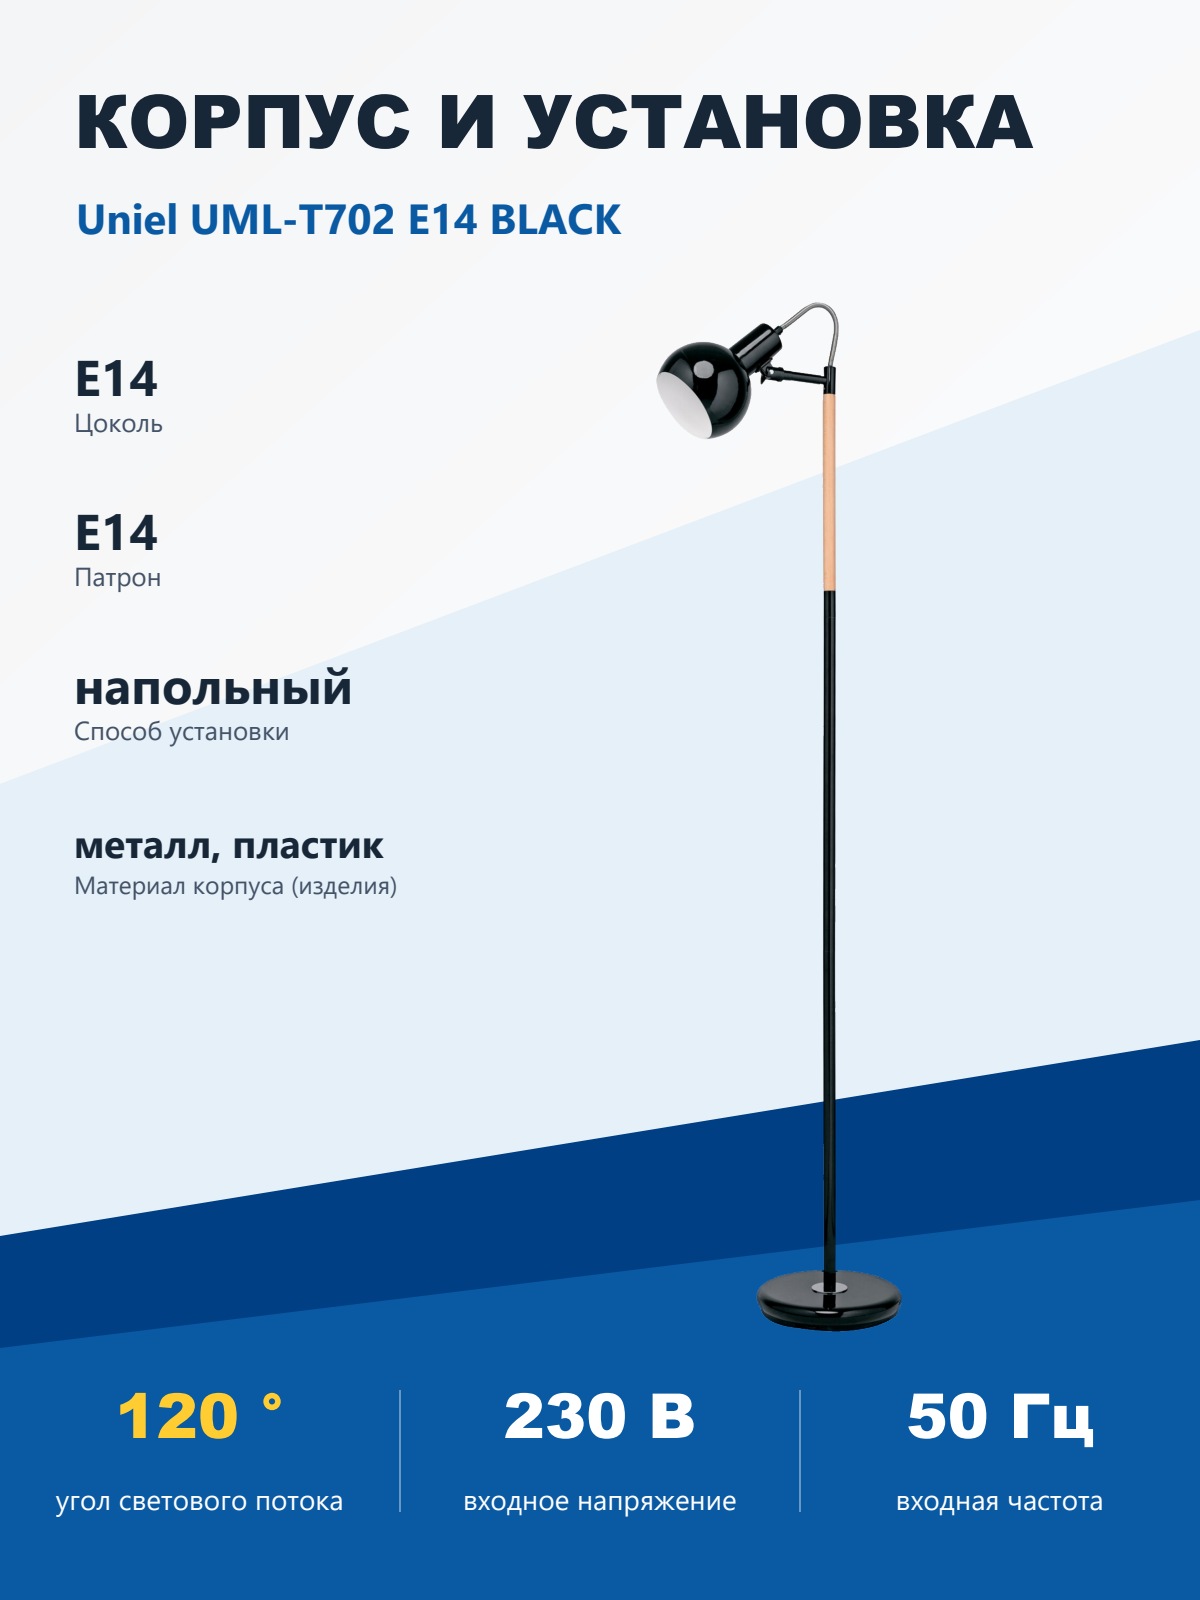 КОРПУС И УСТАНОВКА
Uniel UML-T702 E14 BLACK
E14
Цоколь
E14
Патрон
напольный
Способ установки
металл, пластик
Материал корпуса (изделия)
120 °
угол светового потока
230 В
входное напряжение
50 Гц
входная частота